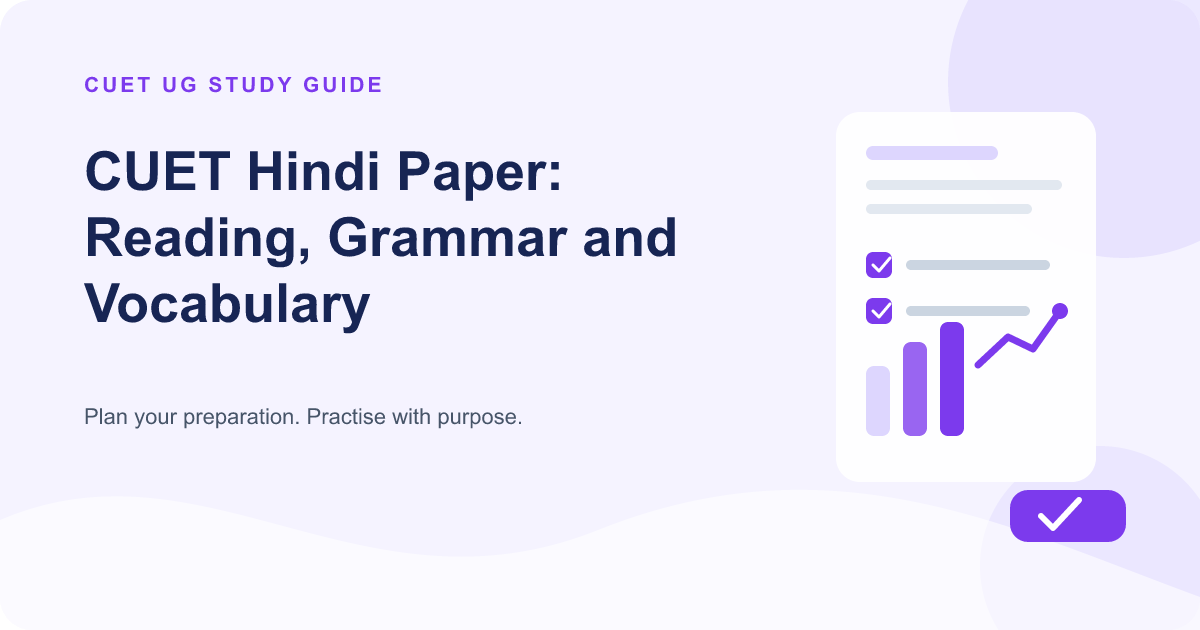 CUET UG STUDY GUIDE
CUET Hindi Paper:
Reading, Grammar and
Vocabulary
Plan your preparation. Practise with purpose.